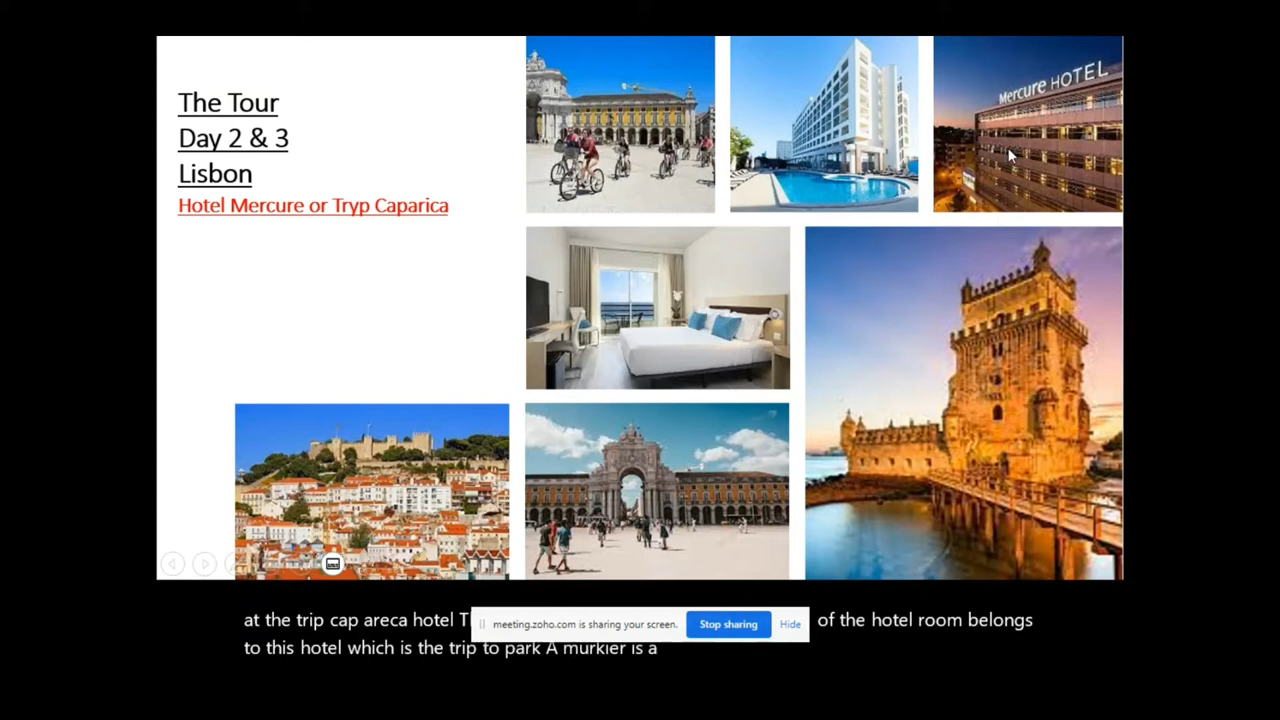 The Tour
Day 2 & 3
Lisbon
Hotel Mercure or Tryp Caparica
Mercure HOTEL
at the trip cap areca hotel
of the hotel room belongs
meeting.zoho.com is sharing your screen.
Stop sharing
Hide
to this hotel which is the trip to park A murkier is a